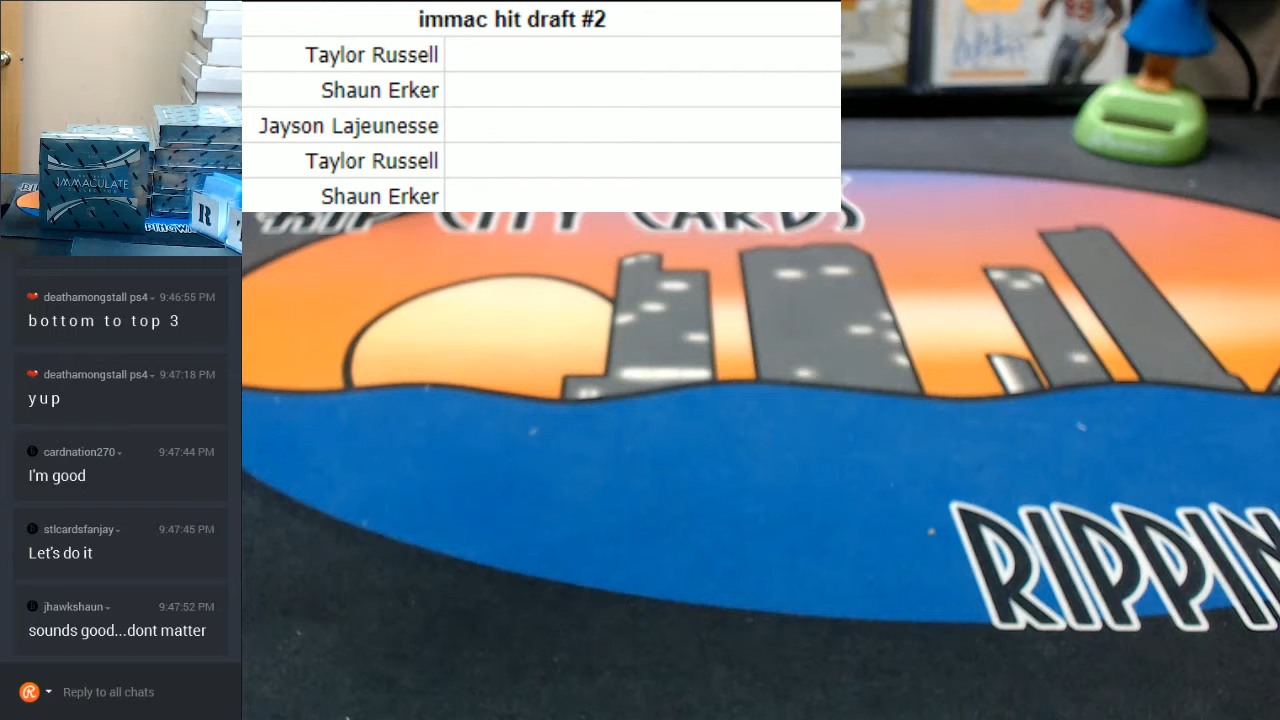 immac hit draft #2
Taylor Russell
Shaun Erker
Jayson Lajeunesse
Taylor Russell
Shaun Erker
IMMACULATE
COLLECTION
R
RIP CITY CARDS
deathamongstall ps4 9:46:55 PM
bottom to top 3
deathamongstall ps4 9:47:18 PM
yup
cardnation270 9:47:44 PM
I'm good
stlcardsfanjay 9:47:45 PM
Let's do it
jhawkshaun 9:47:52 PM
sounds good...dont matter
Reply to all chats
RIPPIN